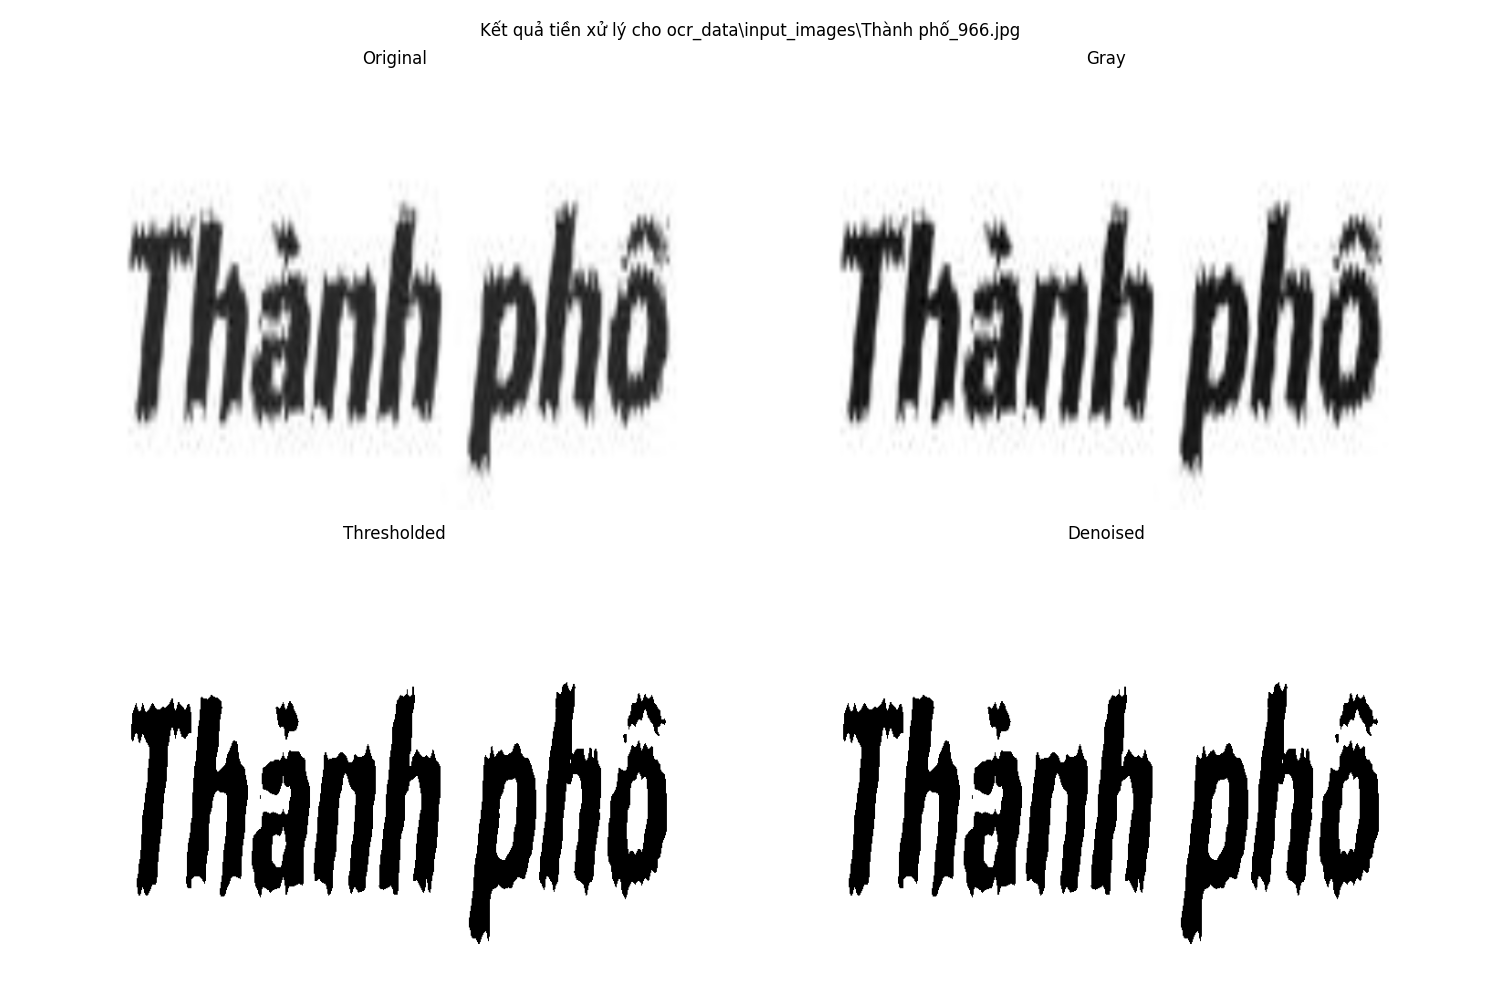 Kết quả tiền xử lý cho ocr_data\input_images\Thành phố_966.jpg
Original
Gray
Thành phô
Thành phô
Thresholded
Denoised
Thành phô
Thành phô